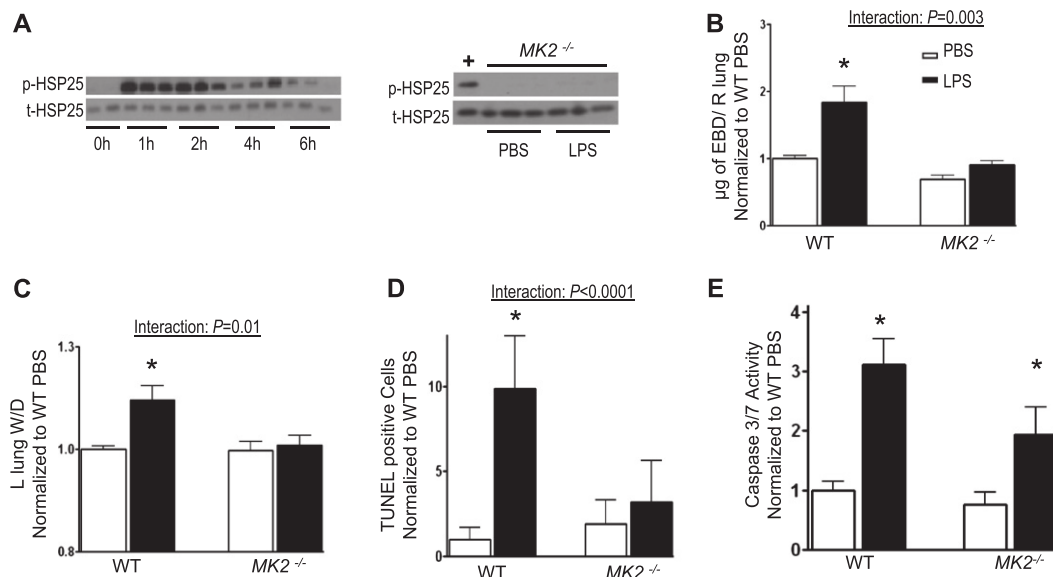 A
p-HSP25
t-HSP25
0h 1h 2h 4h 6h
+ MK2 -/-
p-HSP25
t-HSP25
PBS LPS
B
Interaction: P=0.003
µg of EBD/ R lung
Normalized to WT PBS
3
2
1
0
*
PBS
LPS
WT MK2 -/-
C
Interaction: P=0.01
L lung W/D
Normalized to WT PBS
1.3
1.0
0.8
*
WT MK2 -/-
D
Interaction: P<0.0001
TUNEL positive Cells
Normalized to WT PBS
10
5
0
*
WT MK2 -/-
E
Caspase 3/7 Activity
Normalized to WT PBS
4
3
2
1
0
*
*
WT MK2-/-